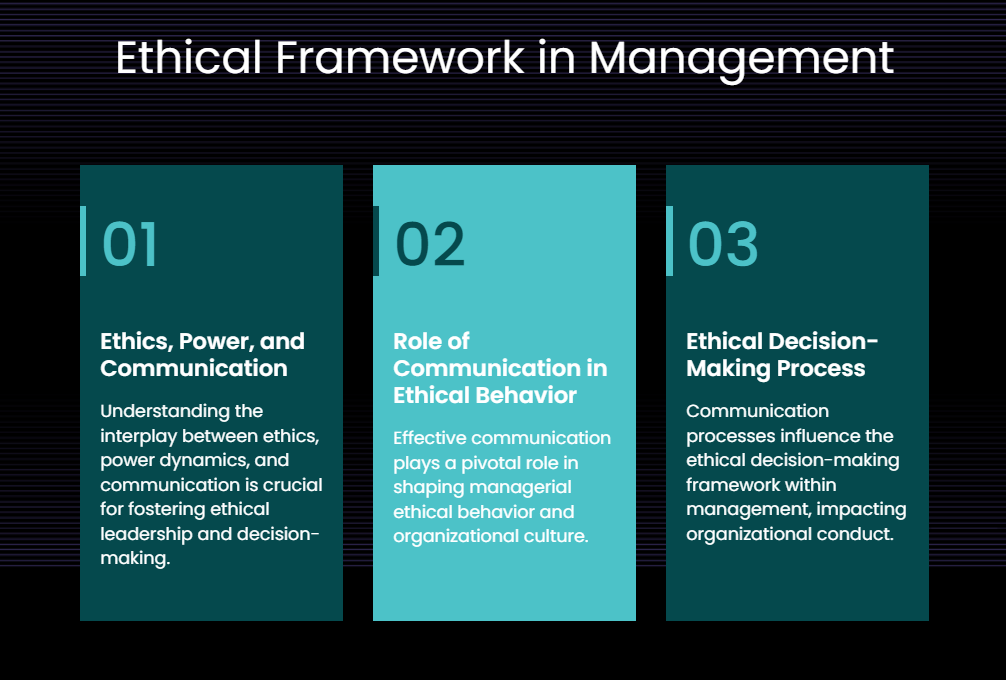 Ethical Framework in Management
01
Ethics, Power, and
Communication
Understanding the
interplay between ethics,
power dynamics, and
communication is crucial
for fostering ethical
leadership and decision-
making.
02
Role of
Communication in
Ethical Behavior
Effective communication
plays a pivotal role in
shaping managerial
ethical behavior and
organizational culture.
03
Ethical Decision-
Making Process
Communication
processes influence the
ethical decision-making
framework within
management, impacting
organizational conduct.